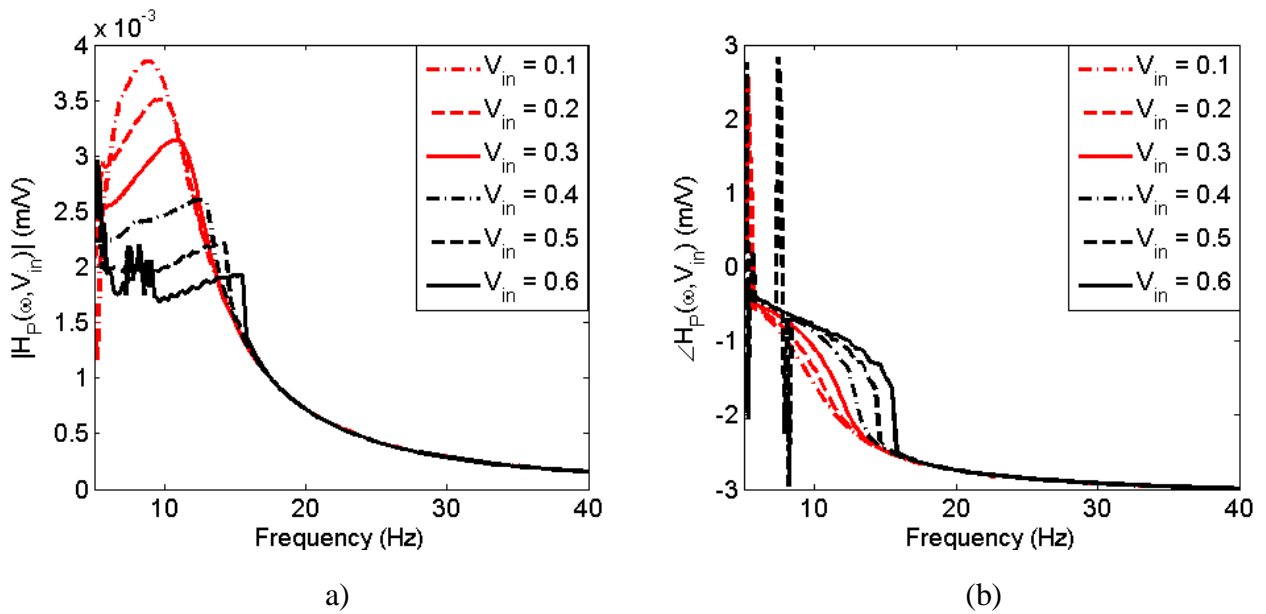 x 10^-3
|H_P(ω,V_in)| (m/V)
4
3.5
3
2.5
2
1.5
1
0.5
0
10
20
30
40
Frequency (Hz)
V_in = 0.1
V_in = 0.2
V_in = 0.3
V_in = 0.4
V_in = 0.5
V_in = 0.6
a)
∠H_P(ω,V_in) (m/V)
3
2
1
0
-1
-2
-3
10
20
30
40
Frequency (Hz)
V_in = 0.1
V_in = 0.2
V_in = 0.3
V_in = 0.4
V_in = 0.5
V_in = 0.6
(b)